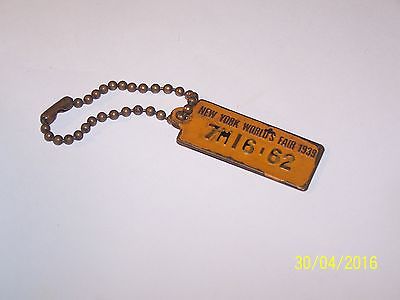 NEW YORK WORLD'S FAIR 1939
7M16·62
30/04/2016